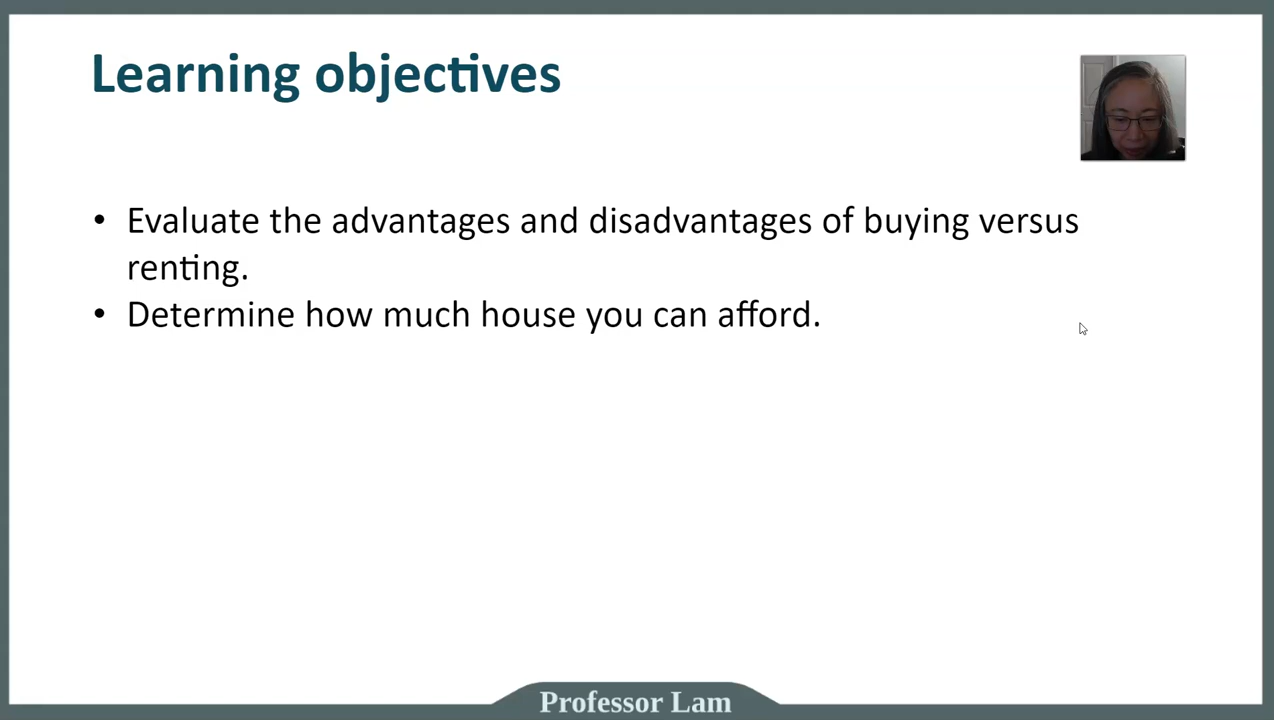 Learning objectives
• Evaluate the advantages and disadvantages of buying versus
renting.
• Determine how much house you can afford.
Professor Lam